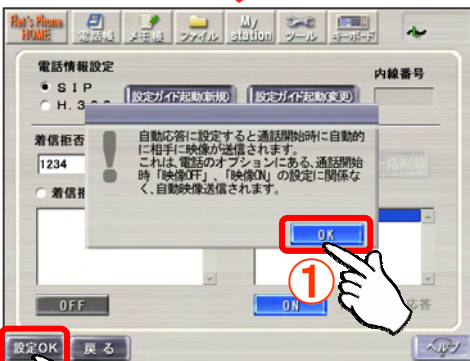 Flet's Phone
HOME
電話帳
メモ帳
ファイル
My
station
ツール
キーボード
電話情報設定
SIP
H.3
設定ガイド起動(新規)
設定ガイド起動(変更)
内線番号
着信拒否
1234
一括削除
着信拒
自動応答に設定すると通話開始時に自動的
に相手に映像が送信されます。
これは、電話のオプションにある、通話開始
時「映像OFF」、「映像ON」の設定に関係な
く、自動映像送信されます。
OK
1
OFF
ON
応答
設定OK
戻る
ヘルプ